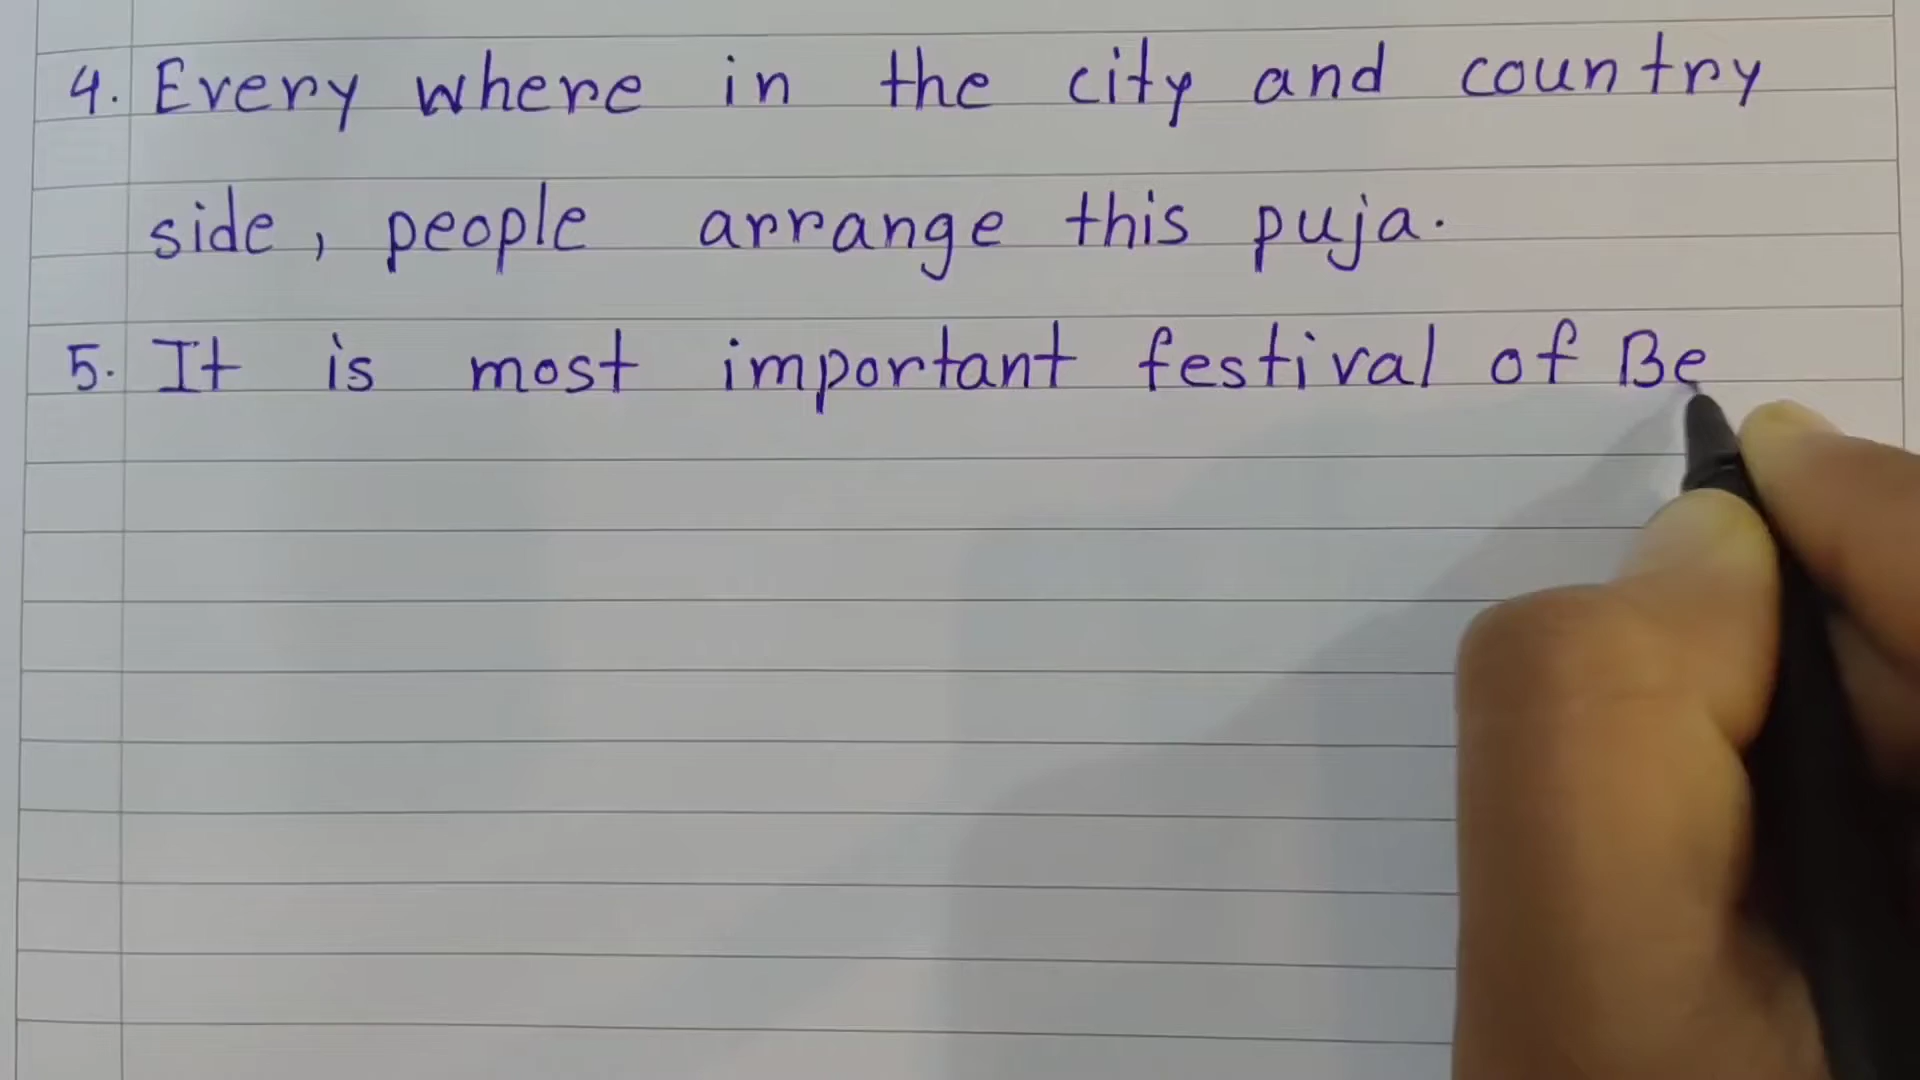 4. Every where in the city and country
side, people arrange this puja.
5. It is most important festival of Be